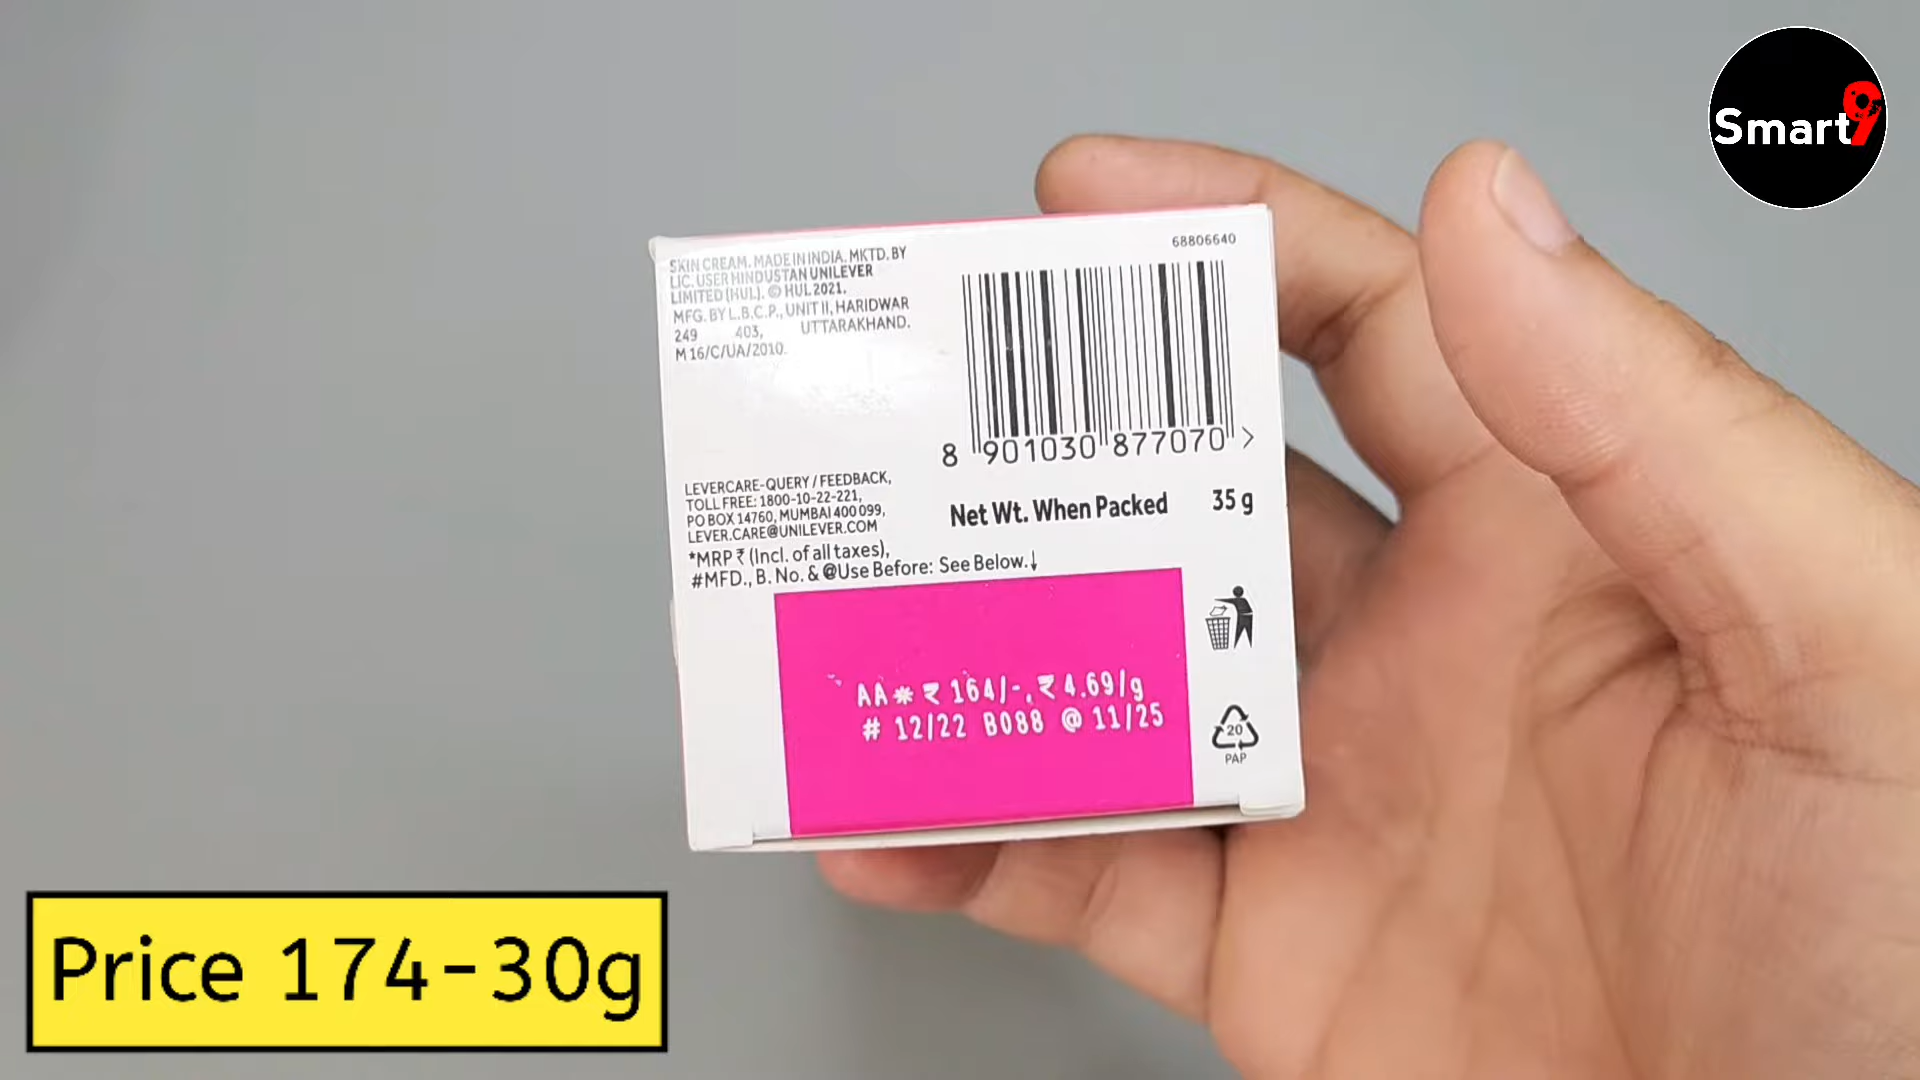 Smart9
68806640
SKIN CREAM. MADE IN INDIA. MKTD. BY
LIC. USER HINDUSTAN UNILEVER
LIMITED (HUL). © HUL 2021.
MFG. BY L.B.C.P., UNIT II, HARIDWAR
249 403, UTTARAKHAND.
M 16/C/UA/2010.
8 901030 877070 >
LEVERCARE-QUERY / FEEDBACK,
TOLL FREE: 1800-10-22-221,
PO BOX 14760, MUMBAI 400 099,
LEVER.CARE@UNILEVER.COM
Net Wt. When Packed 35 g
*MRP ₹ (Incl. of all taxes),
#MFD., B. No. & @Use Before: See Below.↓
AA* ₹ 164/-, ₹ 4.69/g
# 12/22 B088 @ 11/25
20
PAP
Price 174-30g